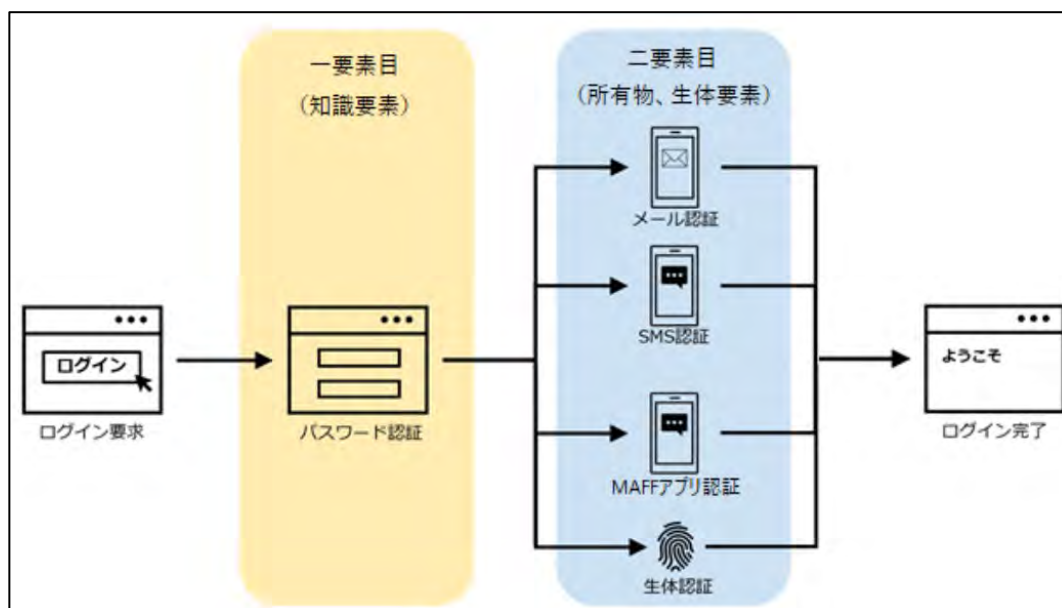 一要素目
（知識要素）
二要素目
（所有物、生体要素）
メール認証
SMS認証
ログイン
ようこそ
ログイン要求
パスワード認証
ログイン完了
MAFFアプリ認証
生体認証